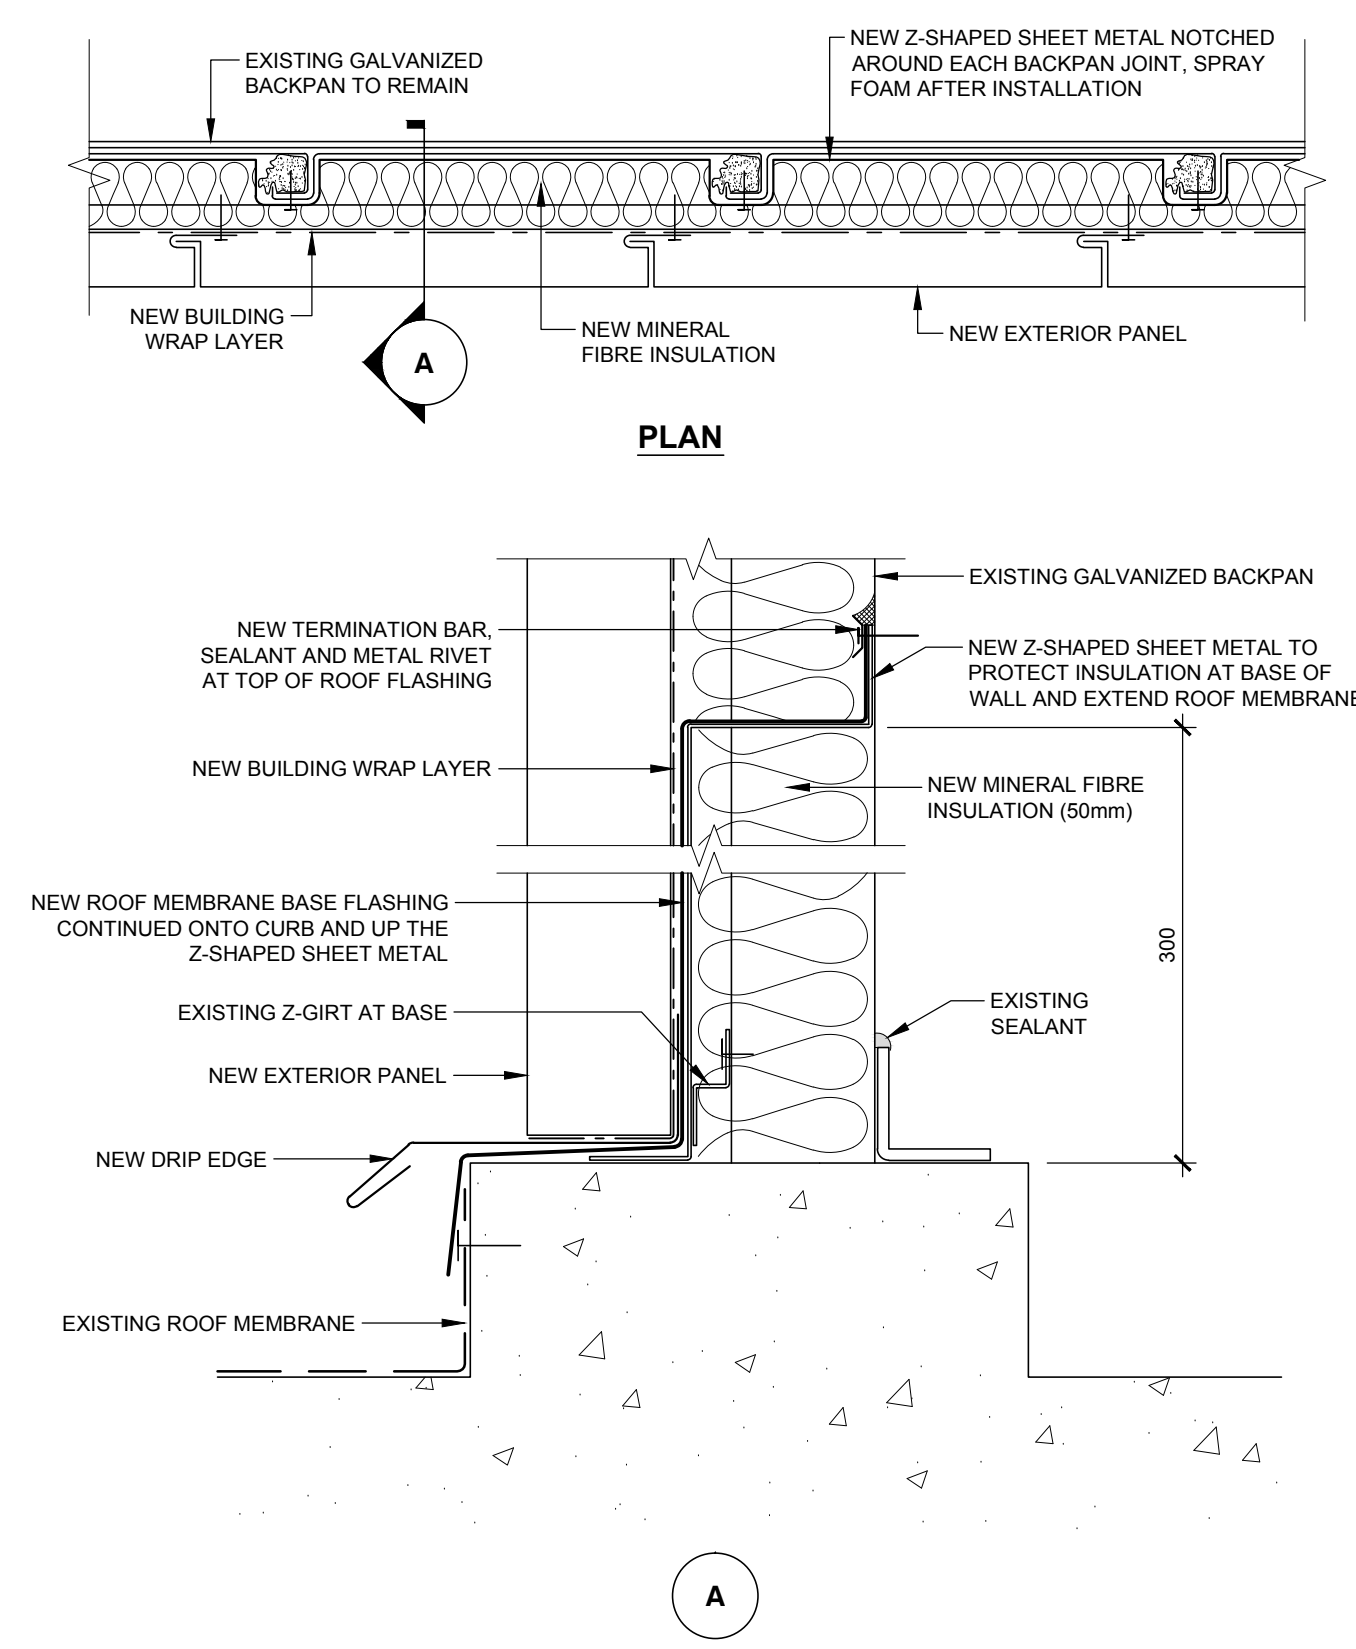 EXISTING GALVANIZED
BACKPAN TO REMAIN
NEW Z-SHAPED SHEET METAL NOTCHED
AROUND EACH BACKPAN JOINT, SPRAY
FOAM AFTER INSTALLATION
NEW BUILDING
WRAP LAYER
A
NEW MINERAL
FIBRE INSULATION
NEW EXTERIOR PANEL
PLAN
EXISTING GALVANIZED BACKPAN
NEW TERMINATION BAR,
SEALANT AND METAL RIVET
AT TOP OF ROOF FLASHING
NEW Z-SHAPED SHEET METAL TO
PROTECT INSULATION AT BASE OF
WALL AND EXTEND ROOF MEMBRANE
NEW BUILDING WRAP LAYER
NEW MINERAL FIBRE
INSULATION (50mm)
NEW ROOF MEMBRANE BASE FLASHING
CONTINUED ONTO CURB AND UP THE
Z-SHAPED SHEET METAL
300
EXISTING Z-GIRT AT BASE
EXISTING
SEALANT
NEW EXTERIOR PANEL
NEW DRIP EDGE
EXISTING ROOF MEMBRANE
A